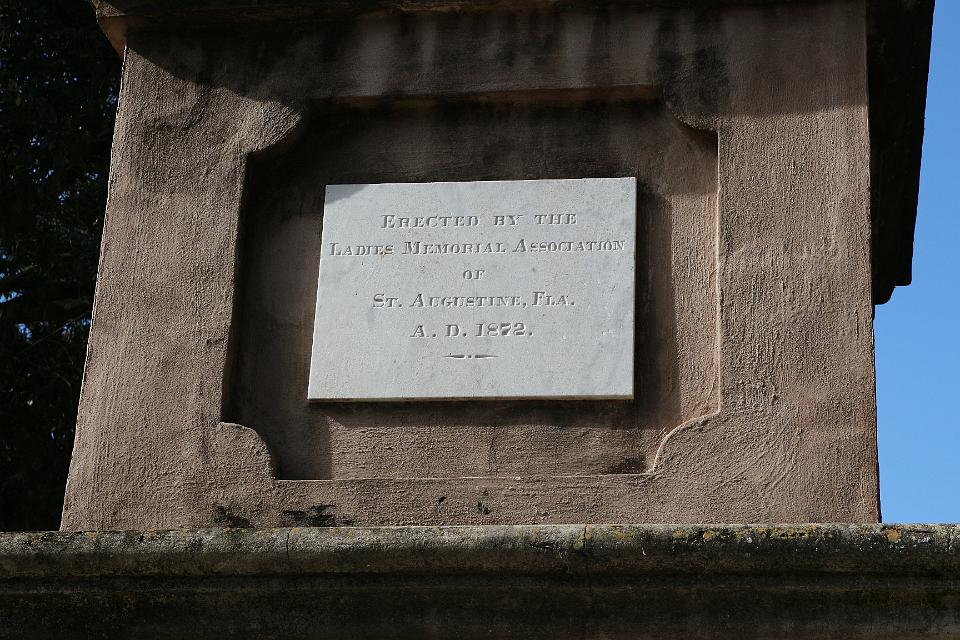 Erected by the
Ladies Memorial Association
of
St. Augustine, Fla.
A. D. 1872.